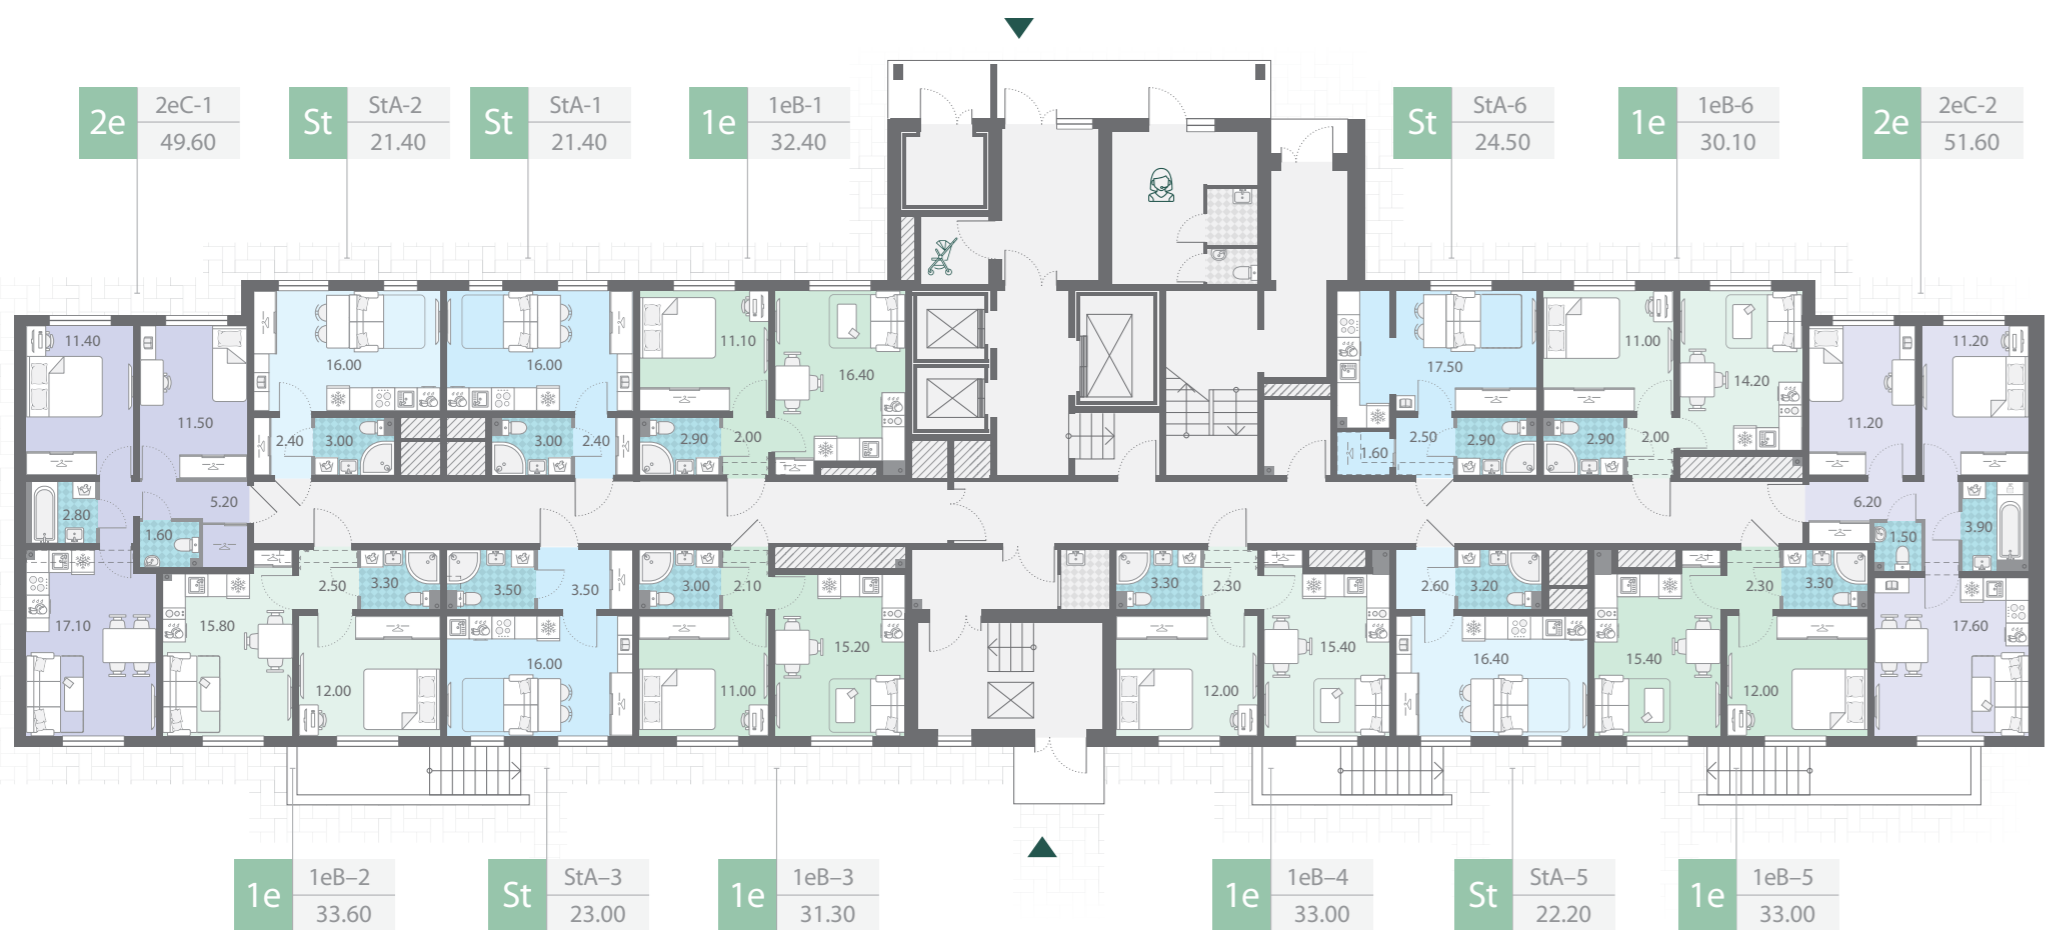 2e
2eC-1
49.60
St
StA-2
21.40
St
StA-1
21.40
1e
1eB-1
32.40
St
StA-6
24.50
1e
1eB-6
30.10
2e
2eC-2
51.60
11.40
11.50
16.00
16.00
11.10
16.40
17.50
11.00
14.20
11.20
11.20
2.40
3.00
3.00
2.40
2.90
2.00
1.60
2.50
2.90
2.90
2.00
2.80
1.60
5.20
6.20
1.50
3.90
2.50
3.30
3.50
3.50
3.00
2.10
3.30
2.30
2.60
3.20
2.30
3.30
17.10
15.80
12.00
16.00
11.00
15.20
12.00
15.40
16.40
15.40
12.00
17.60
1e
1eB–2
33.60
St
StA–3
23.00
1e
1eB–3
31.30
1e
1eB–4
33.00
St
StA–5
22.20
1e
1eB–5
33.00